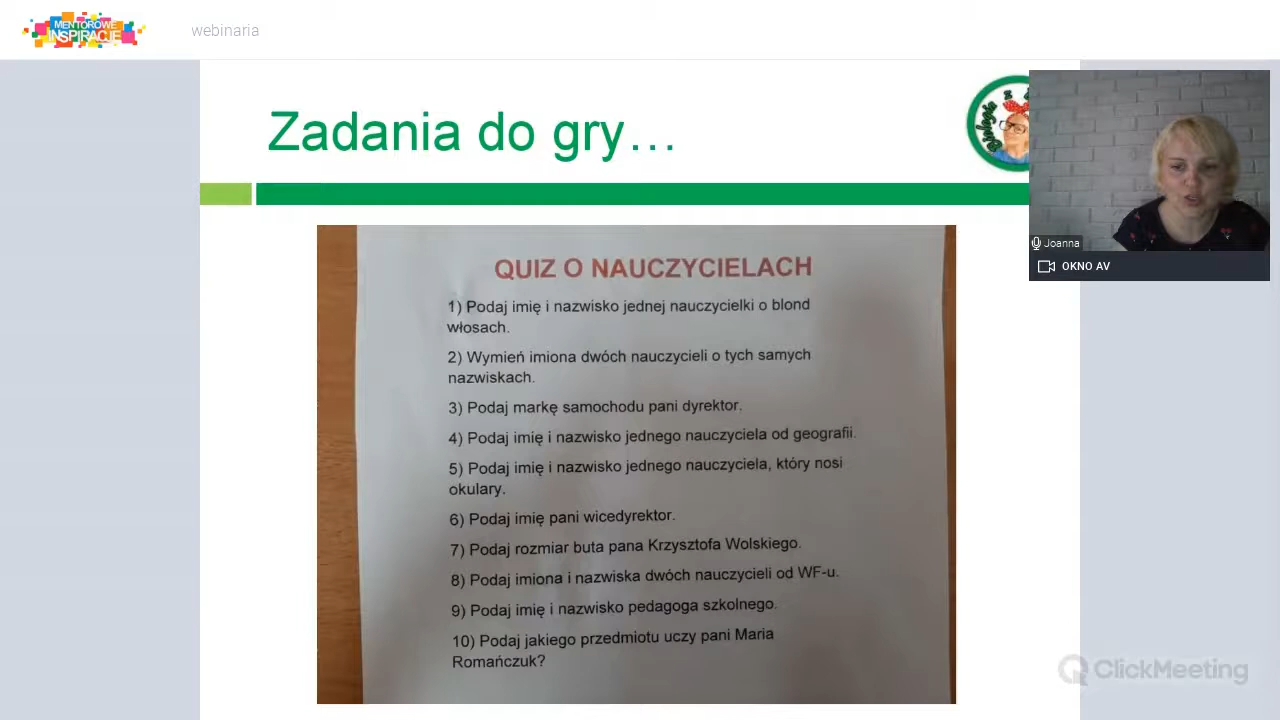 MENTOROWE
INSPIRACJE
webinaria
Zadania do gry…
Biologia
z
Joanna
OKNO AV
QUIZ O NAUCZYCIELACH
1) Podaj imię i nazwisko jednej nauczycielki o blond
włosach.
2) Wymień imiona dwóch nauczycieli o tych samych
nazwiskach.
3) Podaj markę samochodu pani dyrektor.
4) Podaj imię i nazwisko jednego nauczyciela od geografii.
5) Podaj imię i nazwisko jednego nauczyciela, który nosi
okulary.
6) Podaj imię pani wicedyrektor.
7) Podaj rozmiar buta pana Krzysztofa Wolskiego.
8) Podaj imiona i nazwiska dwóch nauczycieli od WF-u.
9) Podaj imię i nazwisko pedagoga szkolnego.
10) Podaj jakiego przedmiotu uczy pani Maria
Romańczuk?
ClickMeeting